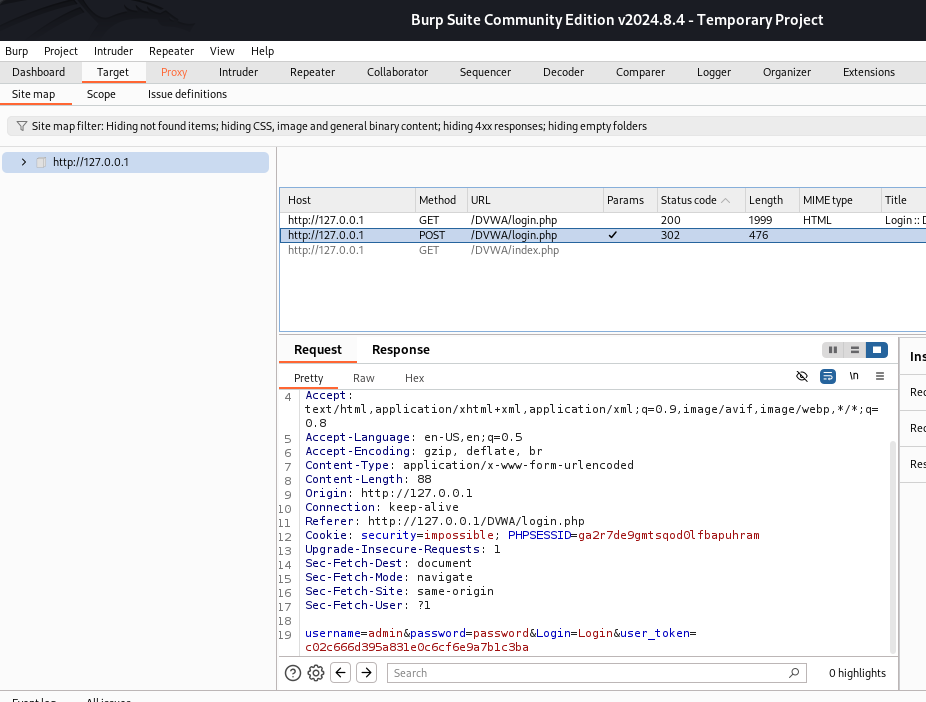 Burp Suite Community Edition v2024.8.4 - Temporary Project
Burp Project Intruder Repeater View Help
Dashboard Target Proxy Intruder Repeater Collaborator Sequencer Decoder Comparer Logger Organizer Extensions
Site map Scope Issue definitions
Site map filter: Hiding not found items; hiding CSS, image and general binary content; hiding 4xx responses; hiding empty folders
http://127.0.0.1
Host Method URL Params Status code Length MIME type Title
http://127.0.0.1 GET /DVWA/login.php 200 1999 HTML Login :: D
http://127.0.0.1 POST /DVWA/login.php ✓ 302 476
http://127.0.0.1 GET /DVWA/index.php
Request Response
Ins
Pretty Raw Hex \n
Rec
4 Accept:
text/html,application/xhtml+xml,application/xml;q=0.9,image/avif,image/webp,*/*;q=
0.8
Rec
5 Accept-Language: en-US,en;q=0.5
6 Accept-Encoding: gzip, deflate, br
7 Content-Type: application/x-www-form-urlencoded
Res
8 Content-Length: 88
9 Origin: http://127.0.0.1
10 Connection: keep-alive
11 Referer: http://127.0.0.1/DVWA/login.php
12 Cookie: security=impossible; PHPSESSID=ga2r7de9gmtsqod0lfbapuhram
13 Upgrade-Insecure-Requests: 1
14 Sec-Fetch-Dest: document
15 Sec-Fetch-Mode: navigate
16 Sec-Fetch-Site: same-origin
17 Sec-Fetch-User: ?1
18
19 username=admin&password=password&Login=Login&user_token=
c02c666d395a831e0c6cf6e9a7b1c3ba
Search 0 highlights
Event log All issues